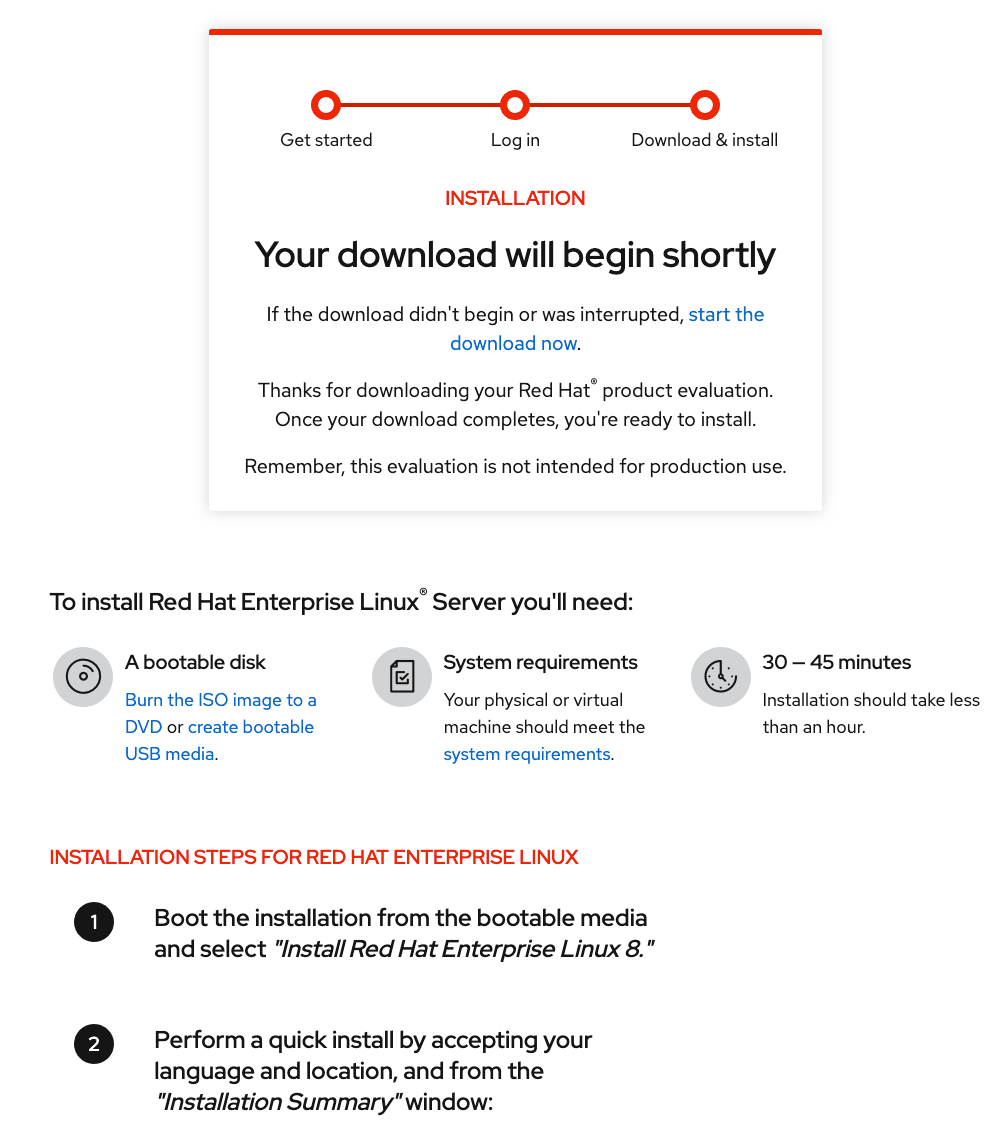 Get started
Log in
Download & install
INSTALLATION
Your download will begin shortly
If the download didn't begin or was interrupted, start the
download now.
Thanks for downloading your Red Hat® product evaluation.
Once your download completes, you're ready to install.
Remember, this evaluation is not intended for production use.
To install Red Hat Enterprise Linux® Server you'll need:
A bootable disk
Burn the ISO image to a
DVD or create bootable
USB media.
System requirements
Your physical or virtual
machine should meet the
system requirements.
30 – 45 minutes
Installation should take less
than an hour.
INSTALLATION STEPS FOR RED HAT ENTERPRISE LINUX
1
Boot the installation from the bootable media
and select "Install Red Hat Enterprise Linux 8."
2
Perform a quick install by accepting your
language and location, and from the
"Installation Summary" window: